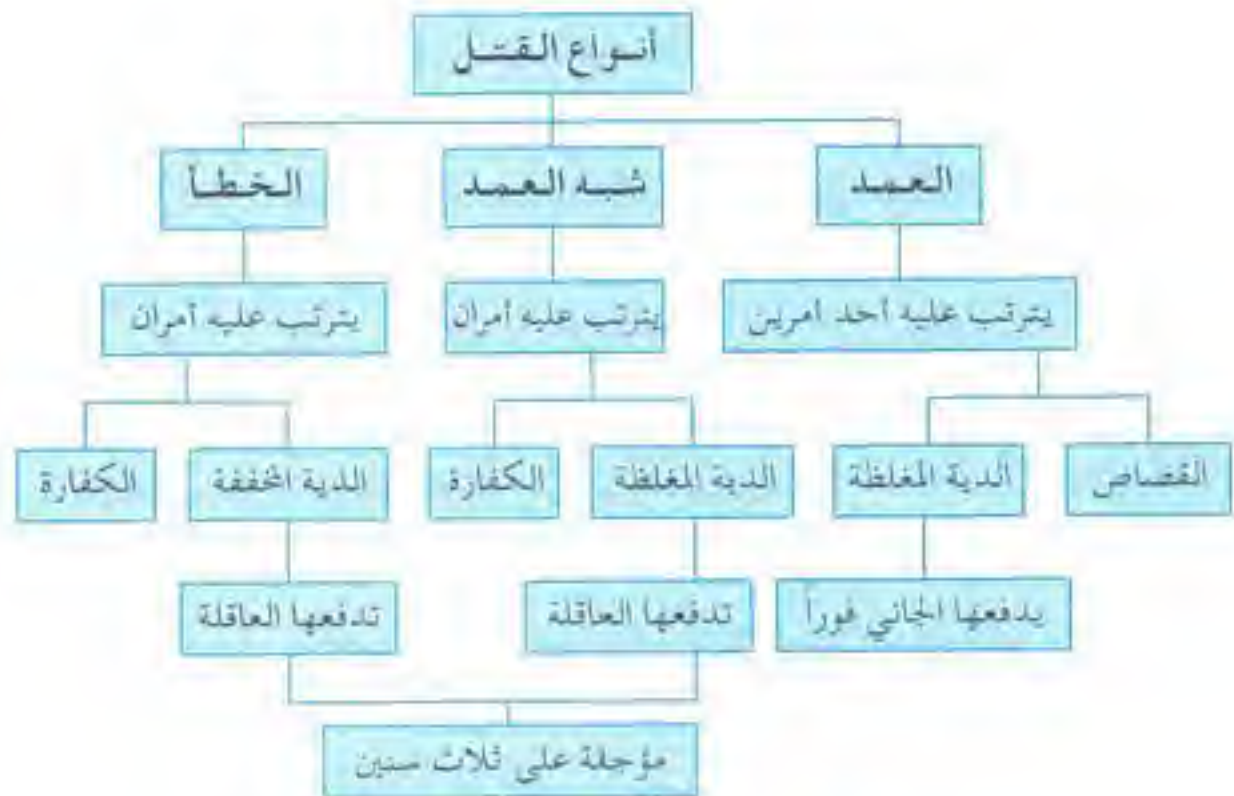 أنواع القتل
العمد
شبه العمد
الخطأ
يترتب عليه أحد أمرين
يترتب عليه أمران
يترتب عليه أمران
القصاص
الدية المغلظة
الدية المغلظة
الكفارة
الدية المخففة
الكفارة
يدفعها الجاني فوراً
تدفعها العاقلة
تدفعها العاقلة
مؤجلة على ثلاث سنين